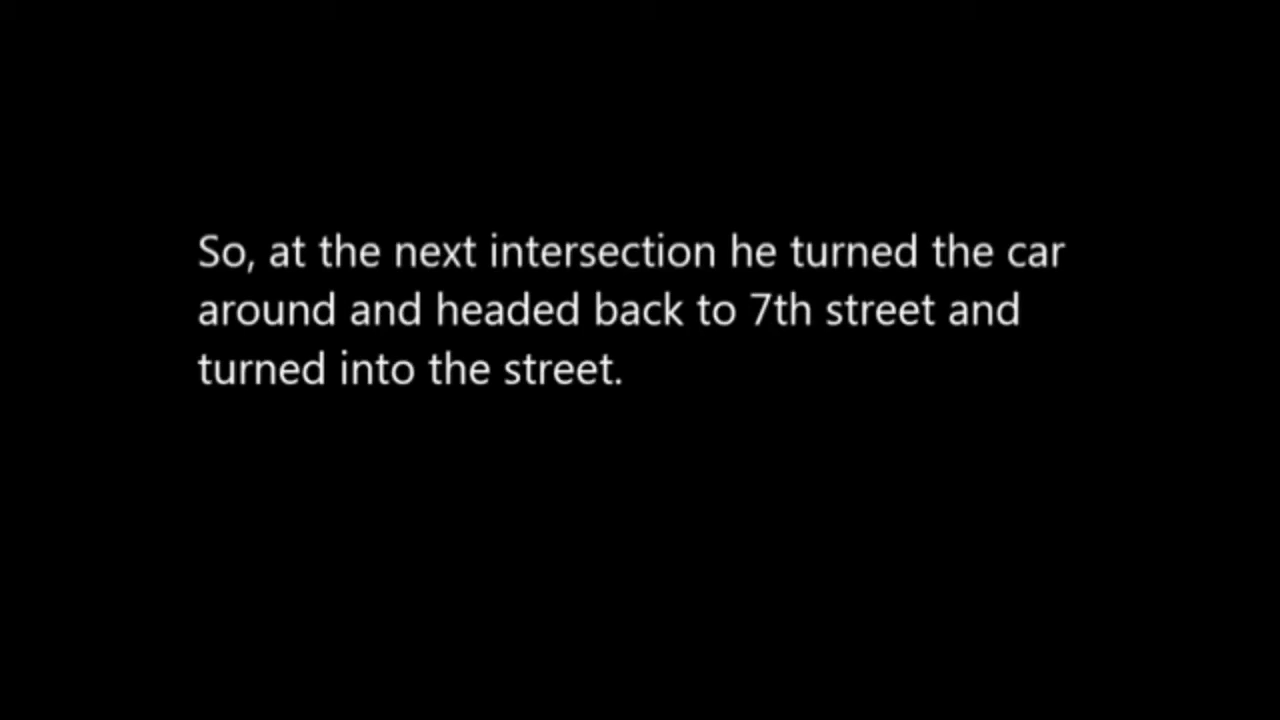 So, at the next intersection he turned the car
around and headed back to 7th street and
turned into the street.